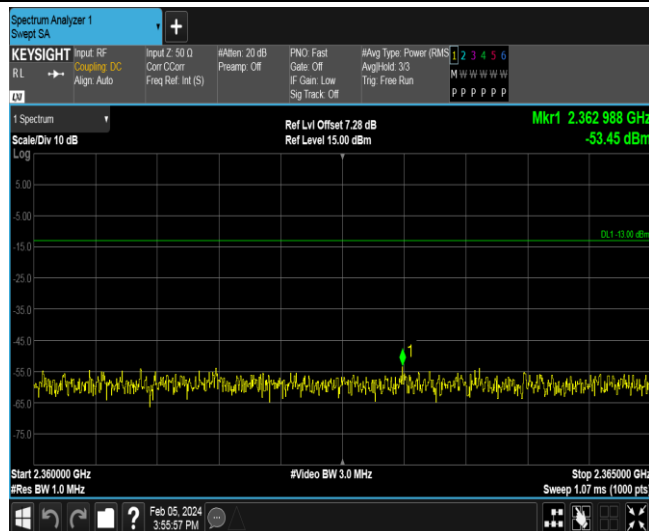 Spectrum Analyzer 1
Swept SA
+
KEYSIGHT
RL
LXI
Input: RF
Coupling: DC
Align: Auto
Input Z: 50 Ω
Corr CCorr
Freq Ref: Int (S)
#Atten: 20 dB
Preamp: Off
PNO: Fast
Gate: Off
IF Gain: Low
Sig Track: Off
#Avg Type: Power (RMS
Avg|Hold: 3/3
Trig: Free Run
1 2 3 4 5 6
M W W W W W
P P P P P P
1 Spectrum
Scale/Div 10 dB
Ref Lvl Offset 7.28 dB
Ref Level 15.00 dBm
Mkr1 2.362 988 GHz
-53.45 dBm
Log
5.00
-5.00
DL1 -13.00 dBm
-15.0
-25.0
-35.0
-45.0
1
-55.0
-65.0
-75.0
Start 2.360000 GHz
#Res BW 1.0 MHz
#Video BW 3.0 MHz
Stop 2.365000 GHz
Sweep 1.07 ms (1000 pts)
?
Feb 05, 2024
3:55:57 PM